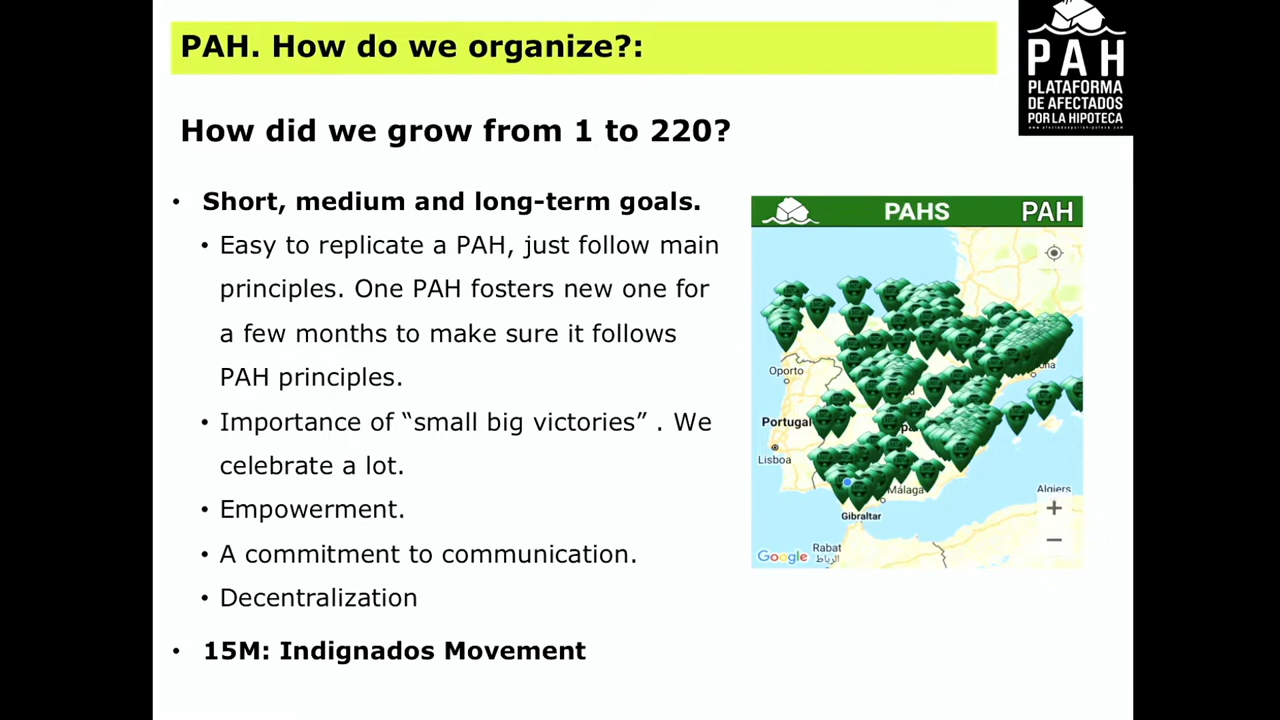 PAH. How do we organize?:
PAH
PLATAFORMA
DE AFECTADOS
POR LA HIPOTECA
How did we grow from 1 to 220?
• Short, medium and long-term goals.
• Easy to replicate a PAH, just follow main
principles. One PAH fosters new one for
a few months to make sure it follows
PAH principles.
• Importance of “small big victories” . We
celebrate a lot.
• Empowerment.
• A commitment to communication.
• Decentralization
• 15M: Indignados Movement
PAHS PAH
Oporto
Portugal
Lisboa
Málaga
Gibraltar
Algiers
+
−
Rabat
الرباط
Google